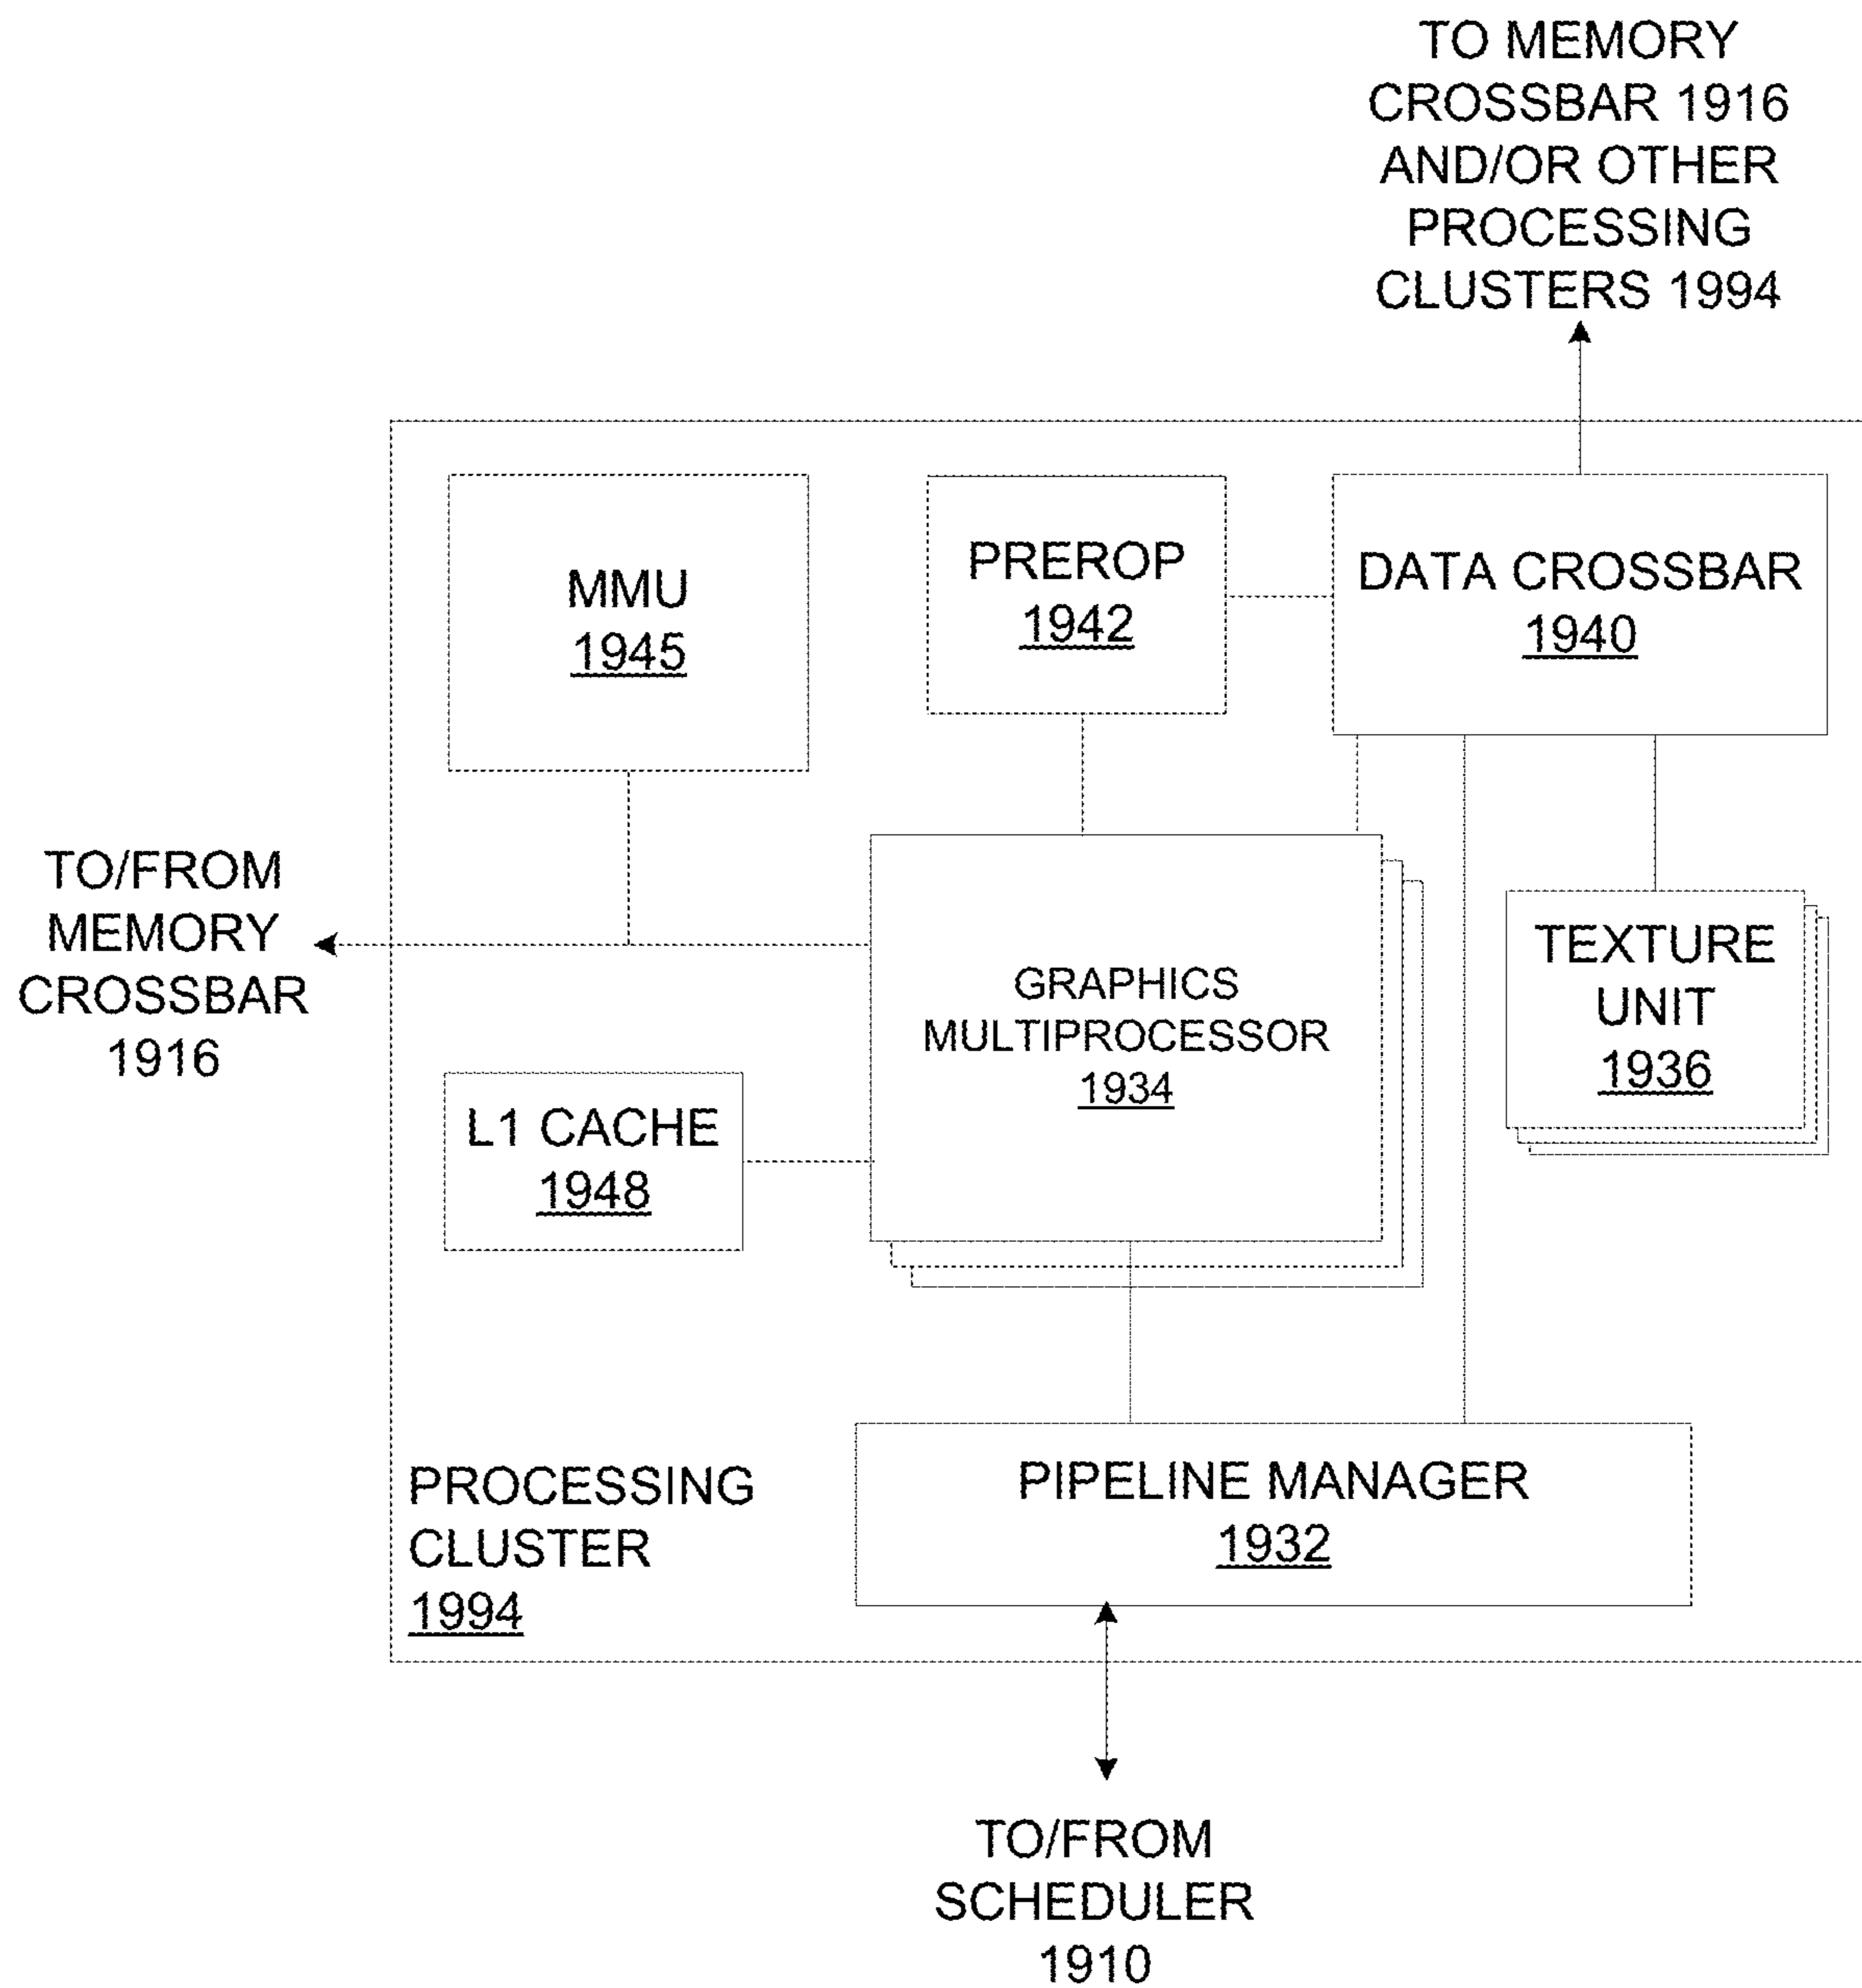 TO MEMORY
CROSSBAR 1916
AND/OR OTHER
PROCESSING
CLUSTERS 1994
MMU
1945
PREROP
1942
DATA CROSSBAR
1940
TO/FROM
MEMORY
CROSSBAR
1916
GRAPHICS
MULTIPROCESSOR
1934
TEXTURE
UNIT
1936
L1 CACHE
1948
PROCESSING
CLUSTER
1994
PIPELINE MANAGER
1932
TO/FROM
SCHEDULER
1910